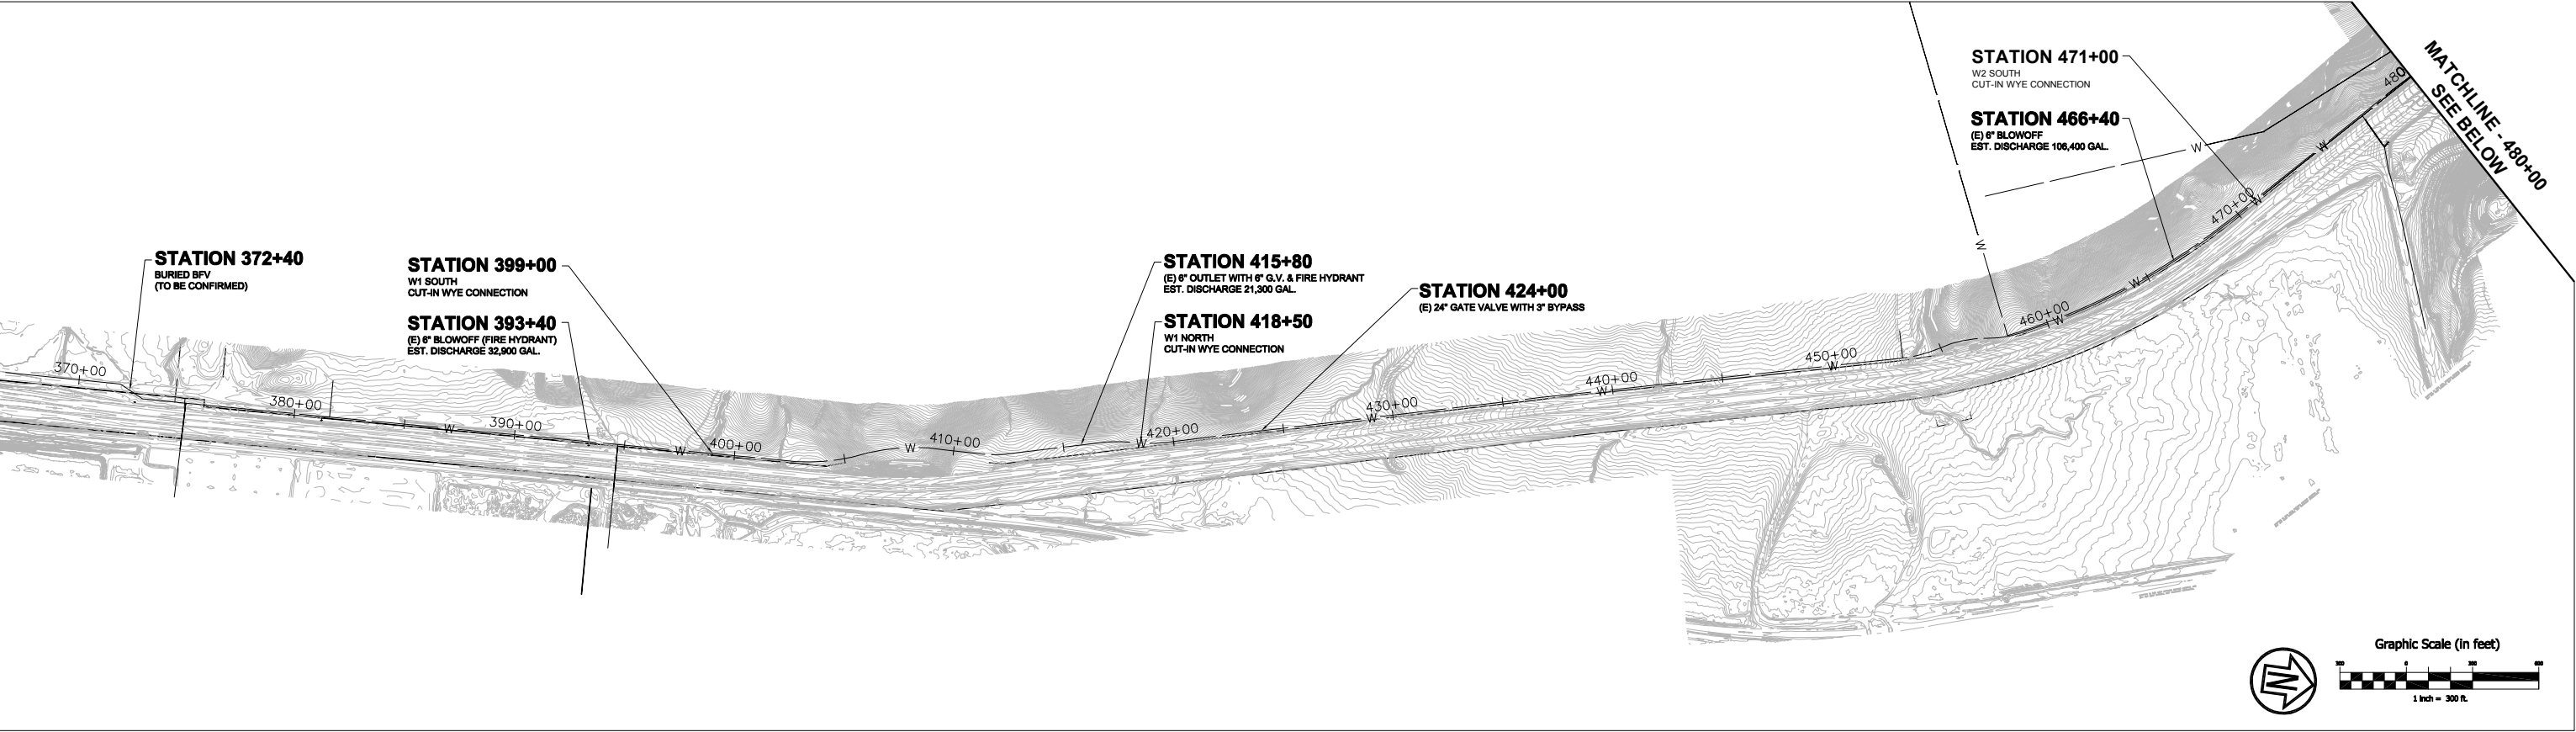 STATION 372+40
BURIED BFV
(TO BE CONFIRMED)
STATION 399+00
W1 SOUTH
CUT-IN WYE CONNECTION
STATION 393+40
(E) 6" BLOWOFF (FIRE HYDRANT)
EST. DISCHARGE 32,900 GAL.
STATION 415+80
(E) 6" OUTLET WITH 6" G.V. & FIRE HYDRANT
EST. DISCHARGE 21,300 GAL.
STATION 418+50
W1 NORTH
CUT-IN WYE CONNECTION
STATION 424+00
(E) 24" GATE VALVE WITH 3" BYPASS
STATION 471+00
W2 SOUTH
CUT-IN WYE CONNECTION
STATION 466+40
(E) 6" BLOWOFF
EST. DISCHARGE 106,400 GAL.
MATCHLINE - 480+00
SEE BELOW
370+00
380+00
W
390+00
W
400+00
W
410+00
W
420+00
W
430+00
W
440+00
W
450+00
W
W
460+00
W
W
470+00
W
W
W
480
N
Graphic Scale (in feet)
300 0 300 600
1 inch = 300 ft.